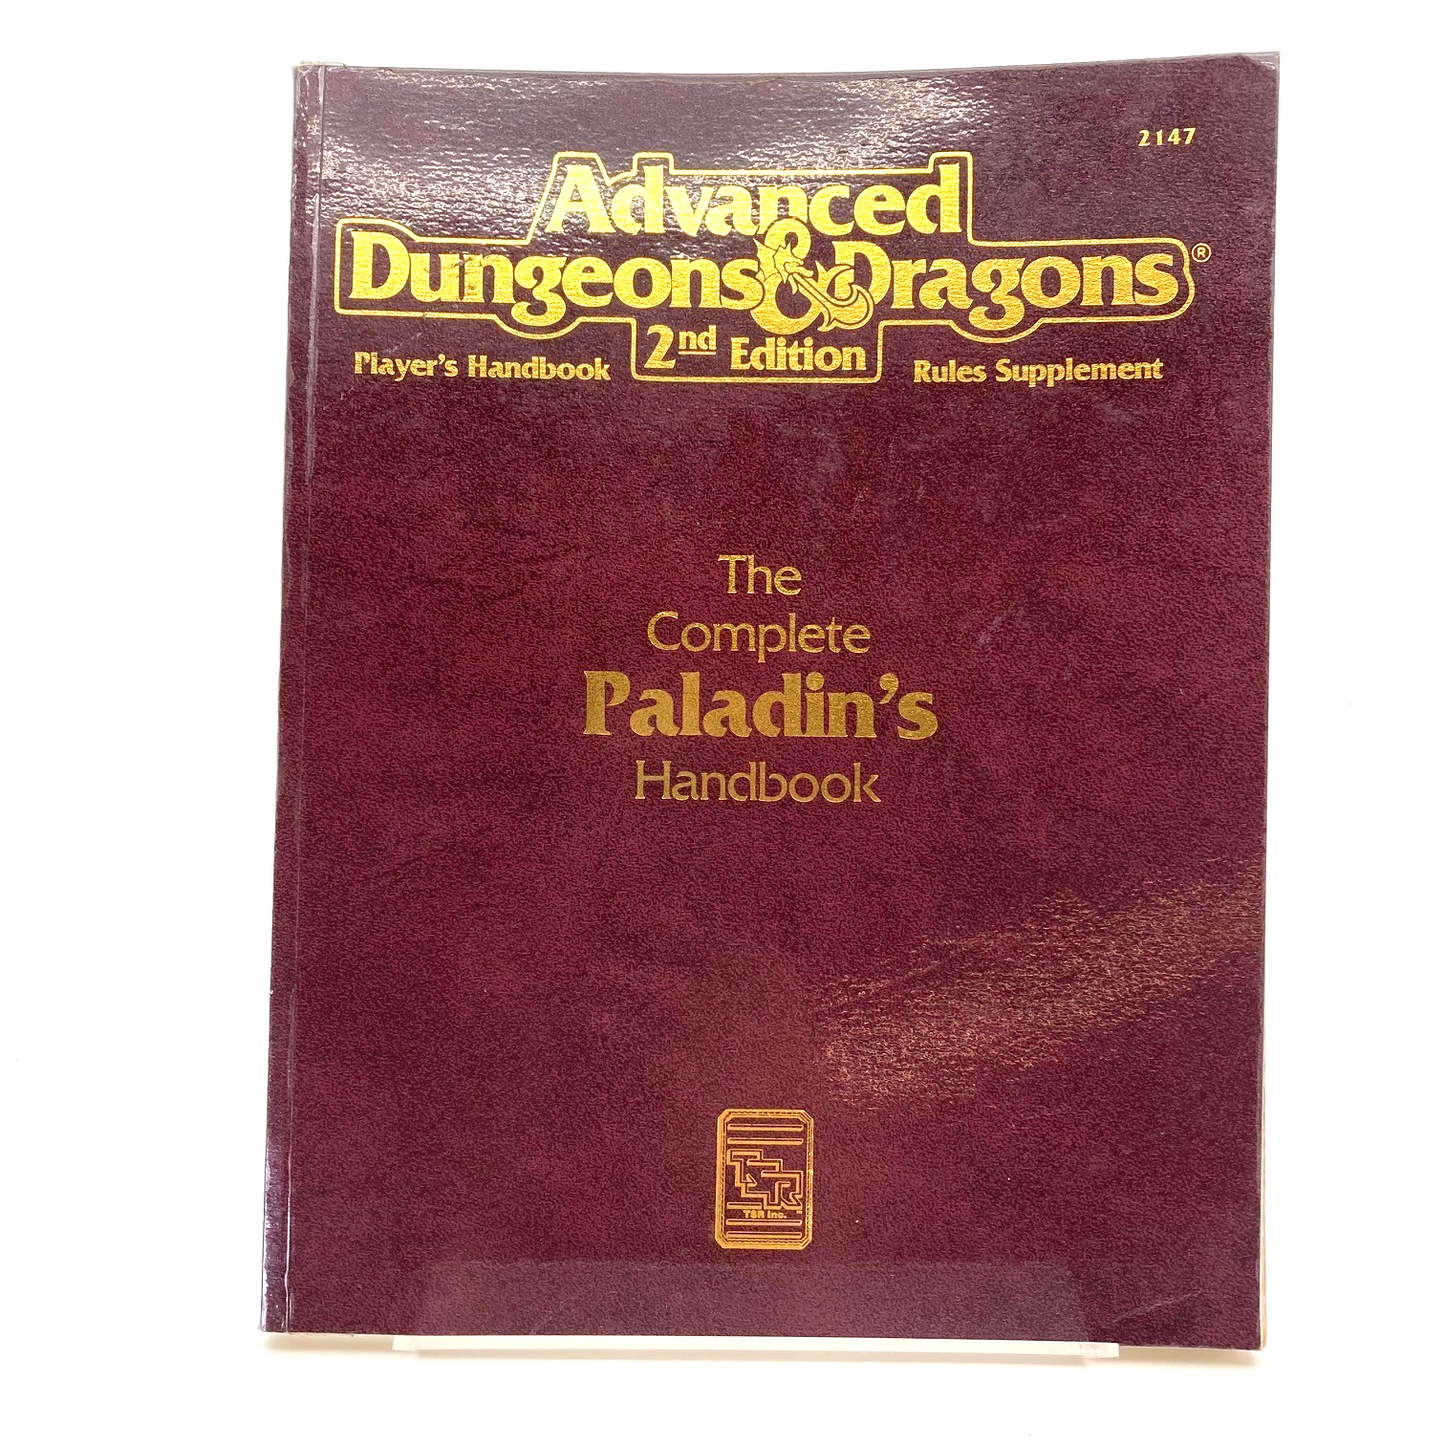 2147
Advanced
Dungeons & Dragons®
2nd Edition
Player's Handbook
Rules Supplement
The
Complete
Paladin's
Handbook
TSR
TSR Inc.